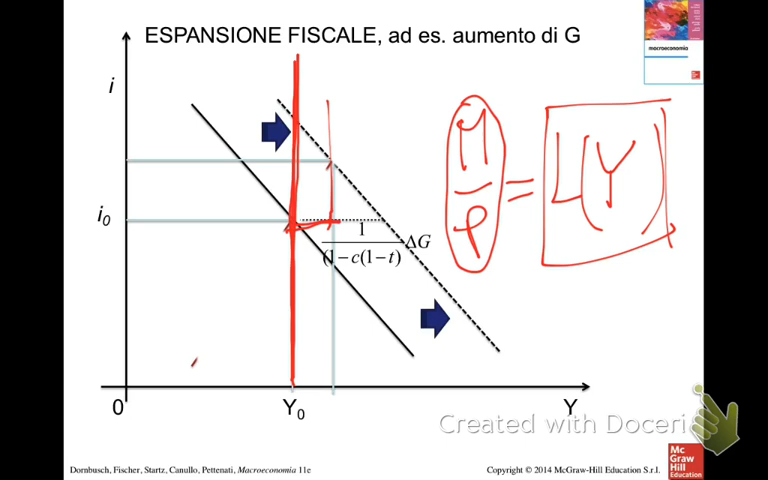 ESPANSIONE FISCALE, ad es. aumento di G
macroeconomia
i
M/P = L(Y)
i₀
1/(1−c(1−t) ΔG
0
Y₀
Y
Created with Doceri
Mc
Graw
Hill
Education
Dornbusch, Fischer, Startz, Canullo, Pettenati, Macroeconomia 11e
Copyright © 2014 McGraw-Hill Education S.r.l.